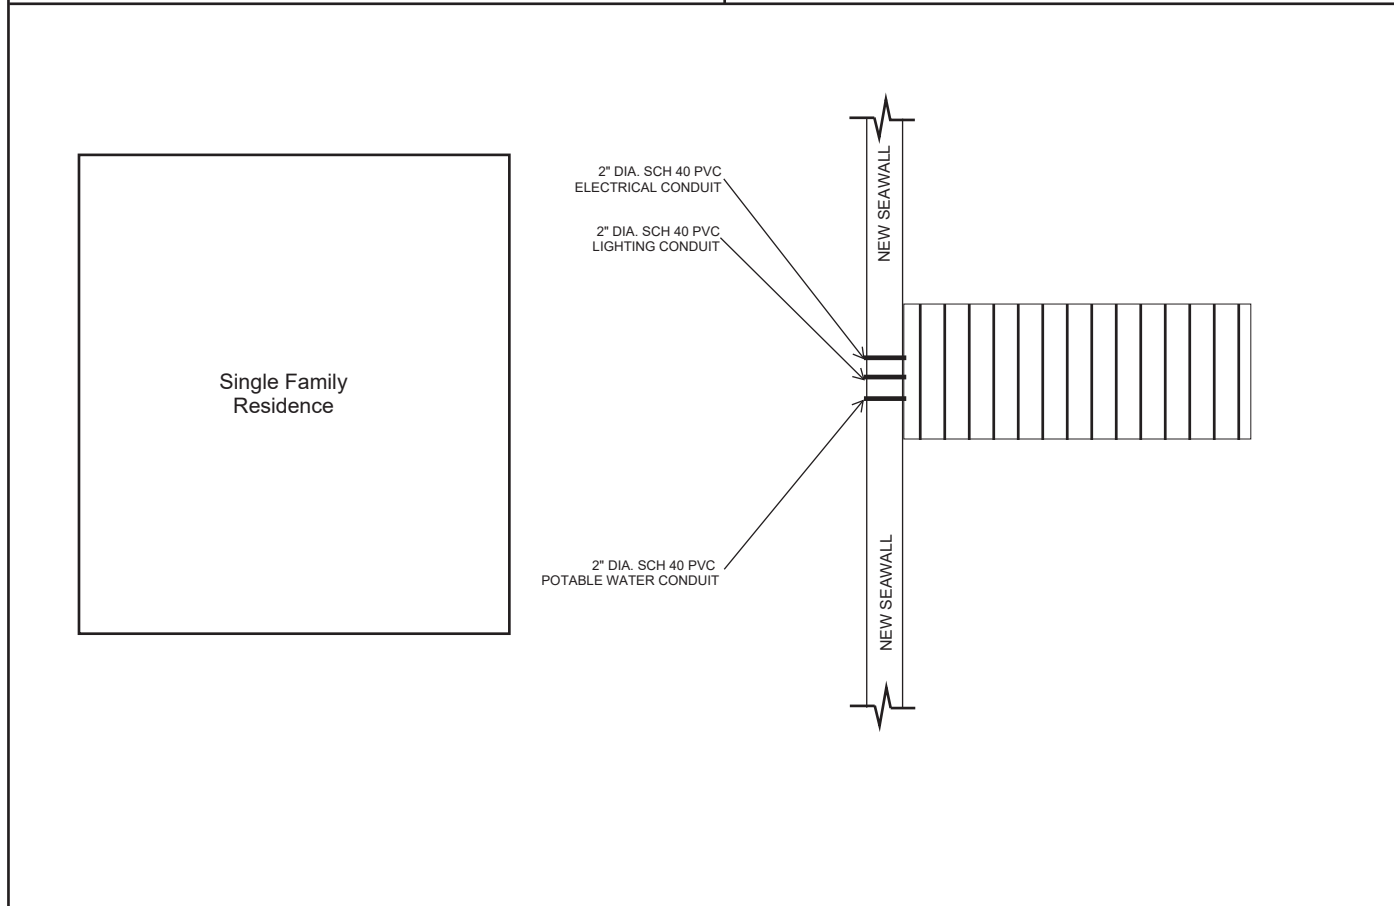 2" DIA. SCH 40 PVC
ELECTRICAL CONDUIT
2" DIA. SCH 40 PVC
LIGHTING CONDUIT
NEW SEAWALL
Single Family
Residence
2" DIA. SCH 40 PVC
POTABLE WATER CONDUIT
NEW SEAWALL